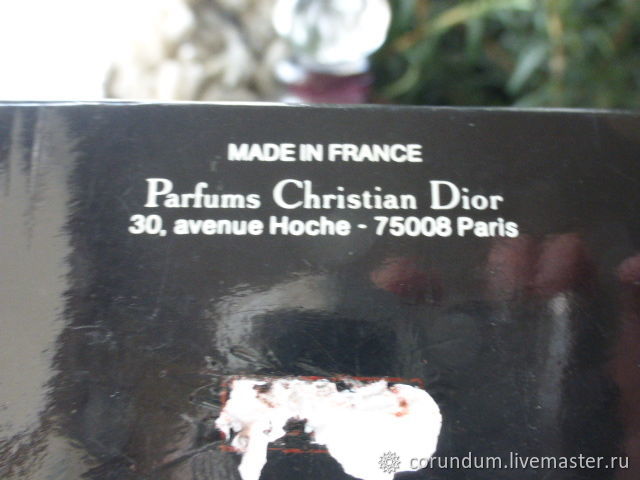 MADE IN FRANCE
Parfums Christian Dior
30, avenue Hoche - 75008 Paris
corundum.livemaster.ru